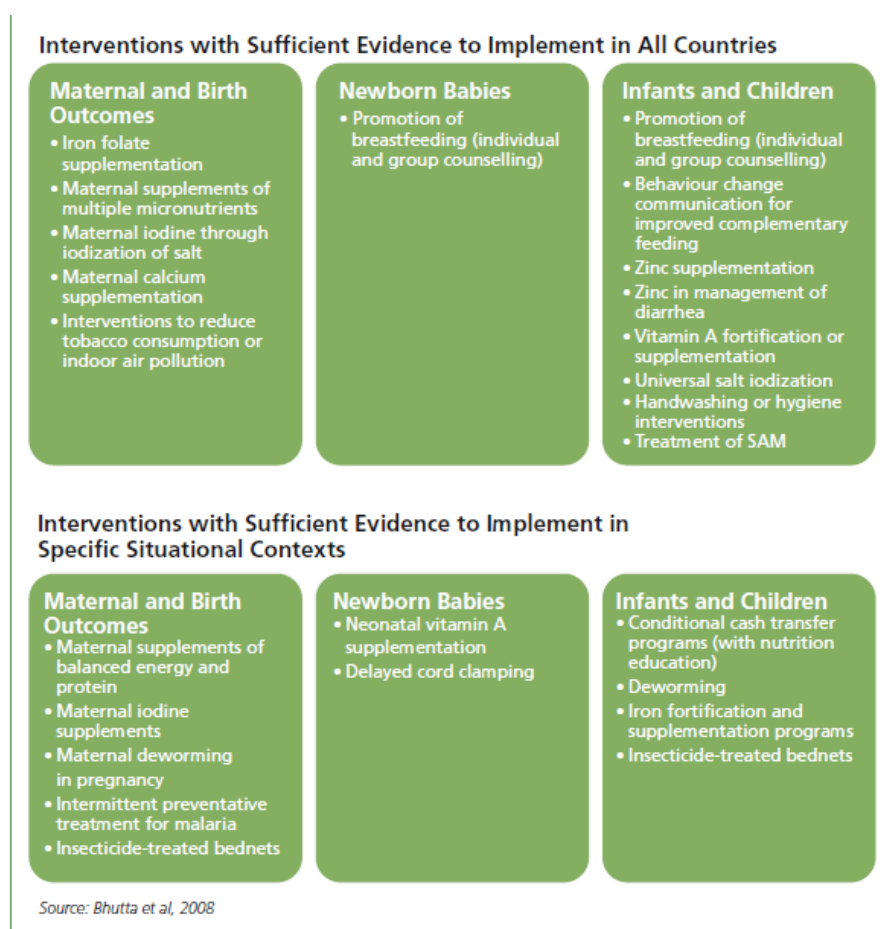 Interventions with Sufficient Evidence to Implement in All Countries
Maternal and Birth
Outcomes
• Iron folate
supplementation
• Maternal supplements of
multiple micronutrients
• Maternal iodine through
iodization of salt
• Maternal calcium
supplementation
• Interventions to reduce
tobacco consumption or
indoor air pollution
Newborn Babies
• Promotion of
breastfeeding (individual
and group counselling)
Infants and Children
• Promotion of
breastfeeding (individual
and group counselling)
• Behaviour change
communication for
improved complementary
feeding
• Zinc supplementation
• Zinc in management of
diarrhea
• Vitamin A fortification or
supplementation
• Universal salt iodization
• Handwashing or hygiene
interventions
• Treatment of SAM
Interventions with Sufficient Evidence to Implement in
Specific Situational Contexts
Maternal and Birth
Outcomes
• Maternal supplements of
balanced energy and
protein
• Maternal iodine
supplements
• Maternal deworming
in pregnancy
• Intermittent preventative
treatment for malaria
• Insecticide-treated bednets
Newborn Babies
• Neonatal vitamin A
supplementation
• Delayed cord clamping
Infants and Children
• Conditional cash transfer
programs (with nutrition
education)
• Deworming
• Iron fortification and
supplementation programs
• Insecticide-treated bednets
Source: Bhutta et al, 2008